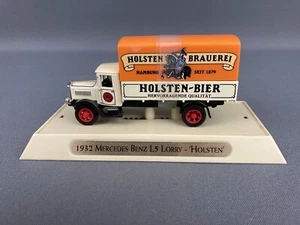 HOLSTEN BRAUEREI
HAMBURG SEIT 1879
HOLSTEN-BIER
HERVORRAGENDE QUALITÄT
1932 MERCEDES BENZ L5 LORRY - 'HOLSTEN'